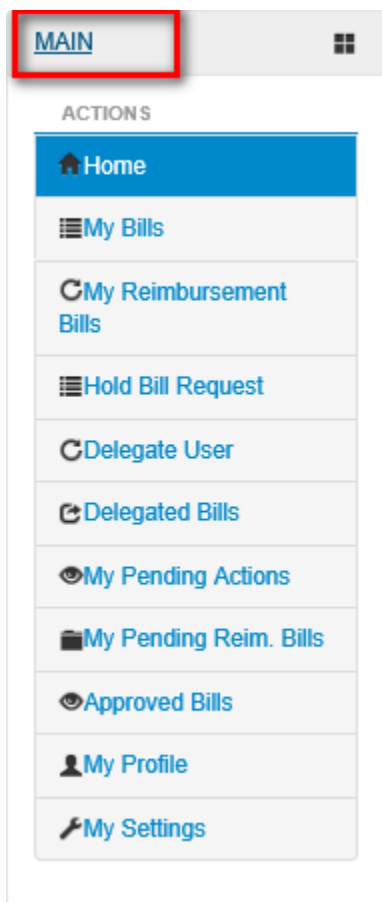 MAIN
ACTIONS
Home
My Bills
My Reimbursement
Bills
Hold Bill Request
Delegate User
Delegated Bills
My Pending Actions
My Pending Reim. Bills
Approved Bills
My Profile
My Settings